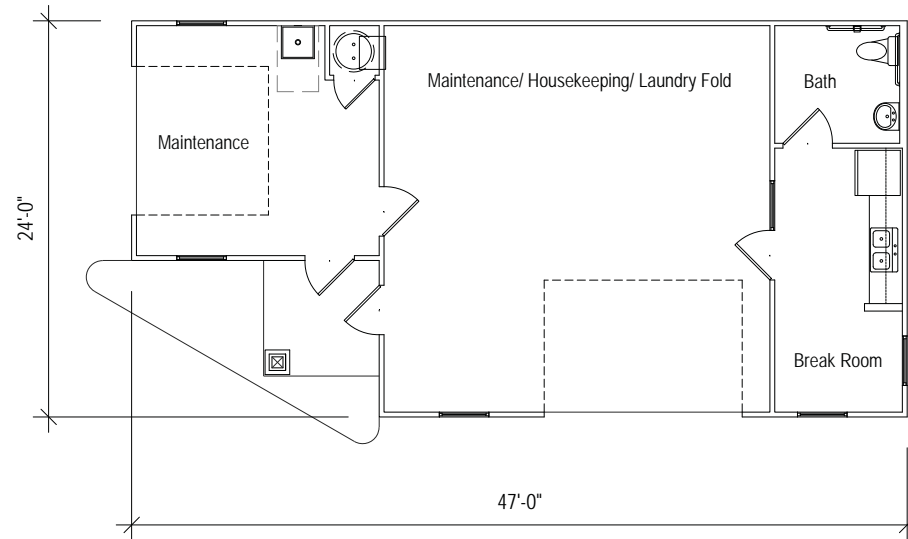 Maintenance/ Housekeeping/ Laundry Fold
Bath
Maintenance
24'-0"
Break Room
47'-0"